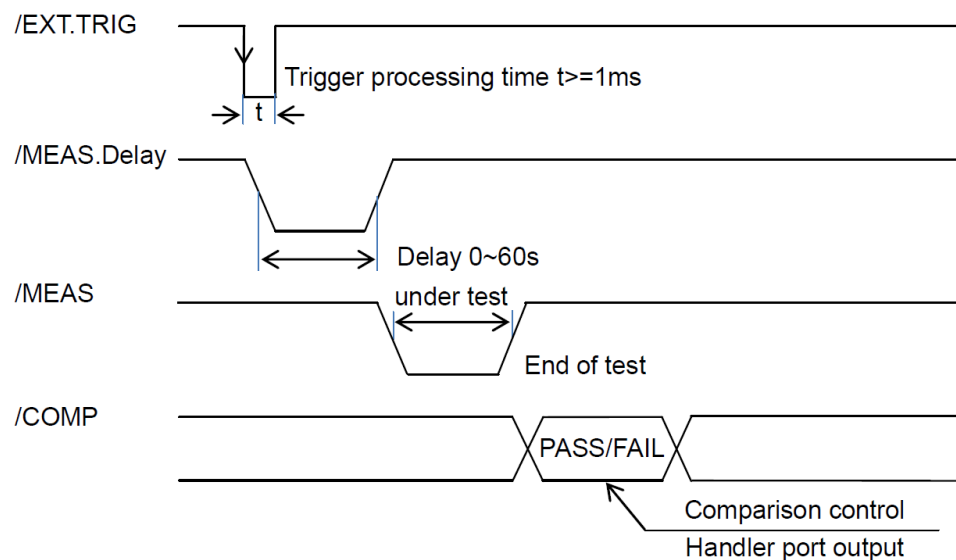 /EXT.TRIG
Trigger processing time t>=1ms
t
/MEAS.Delay
Delay 0~60s
/MEAS
under test
End of test
/COMP
PASS/FAIL
Comparison control
Handler port output